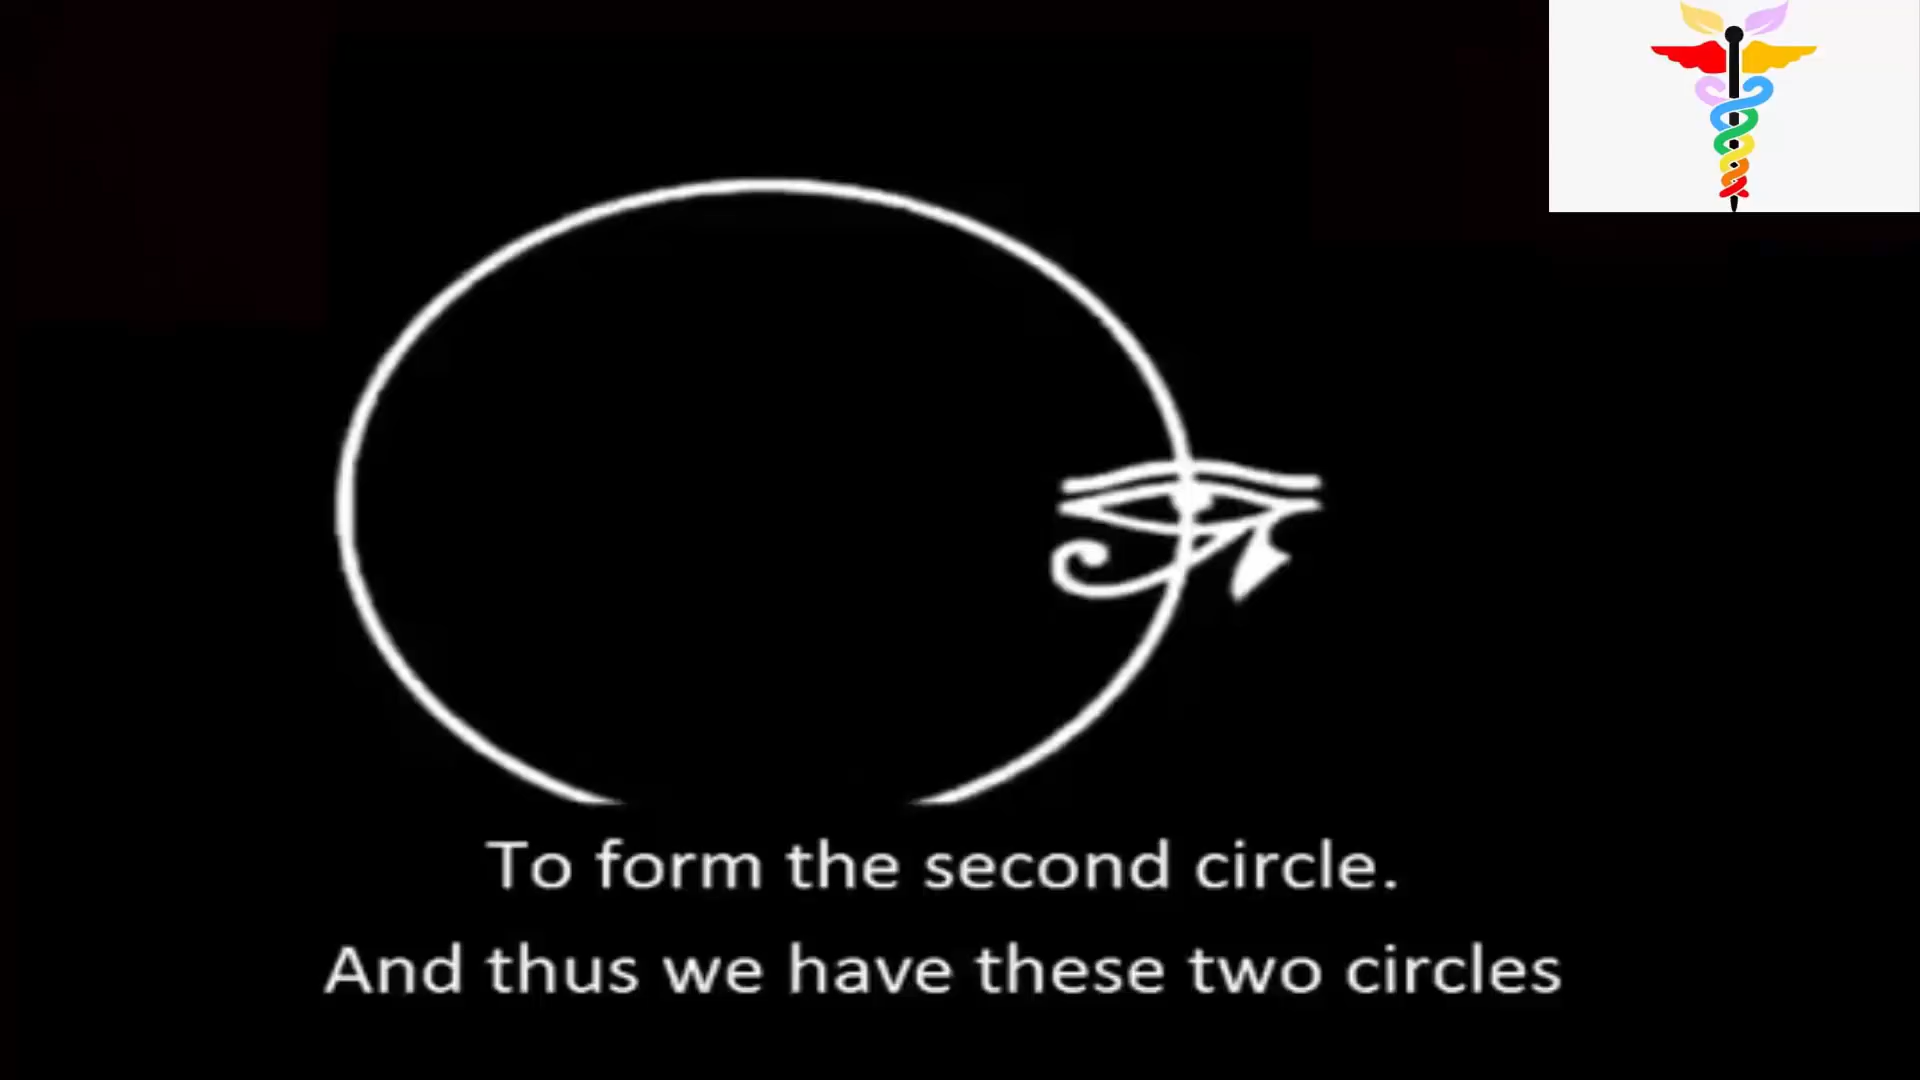 To form the second circle.
And thus we have these two circles